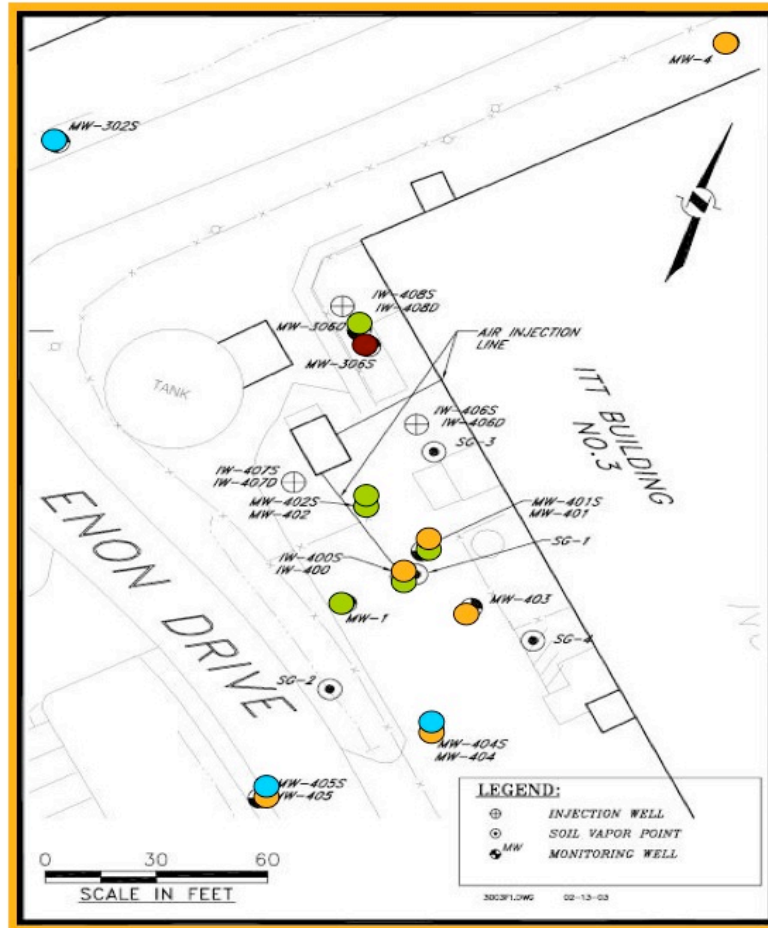 MW-4
MW-302S
IW-408S
IW-408D
MW-306D
MW-306S
AIR INJECTION
LINE
TANK
ITT BUILDING
NO.3
IW-406S
IW-406D
SG-3
IW-407S
IW-407D
MW-402S
MW-402
MW-401S
MW-401
IW-400S
IW-400
SG-1
MW-403
MW-1
SG-4
ENON DRIVE
SG-2
MW-404S
MW-404
MW-405S
MW-405
LEGEND:
INJECTION WELL
SOIL VAPOR POINT
MW MONITORING WELL
0 30 60
SCALE IN FEET
3003F1.DWG 02-13-03